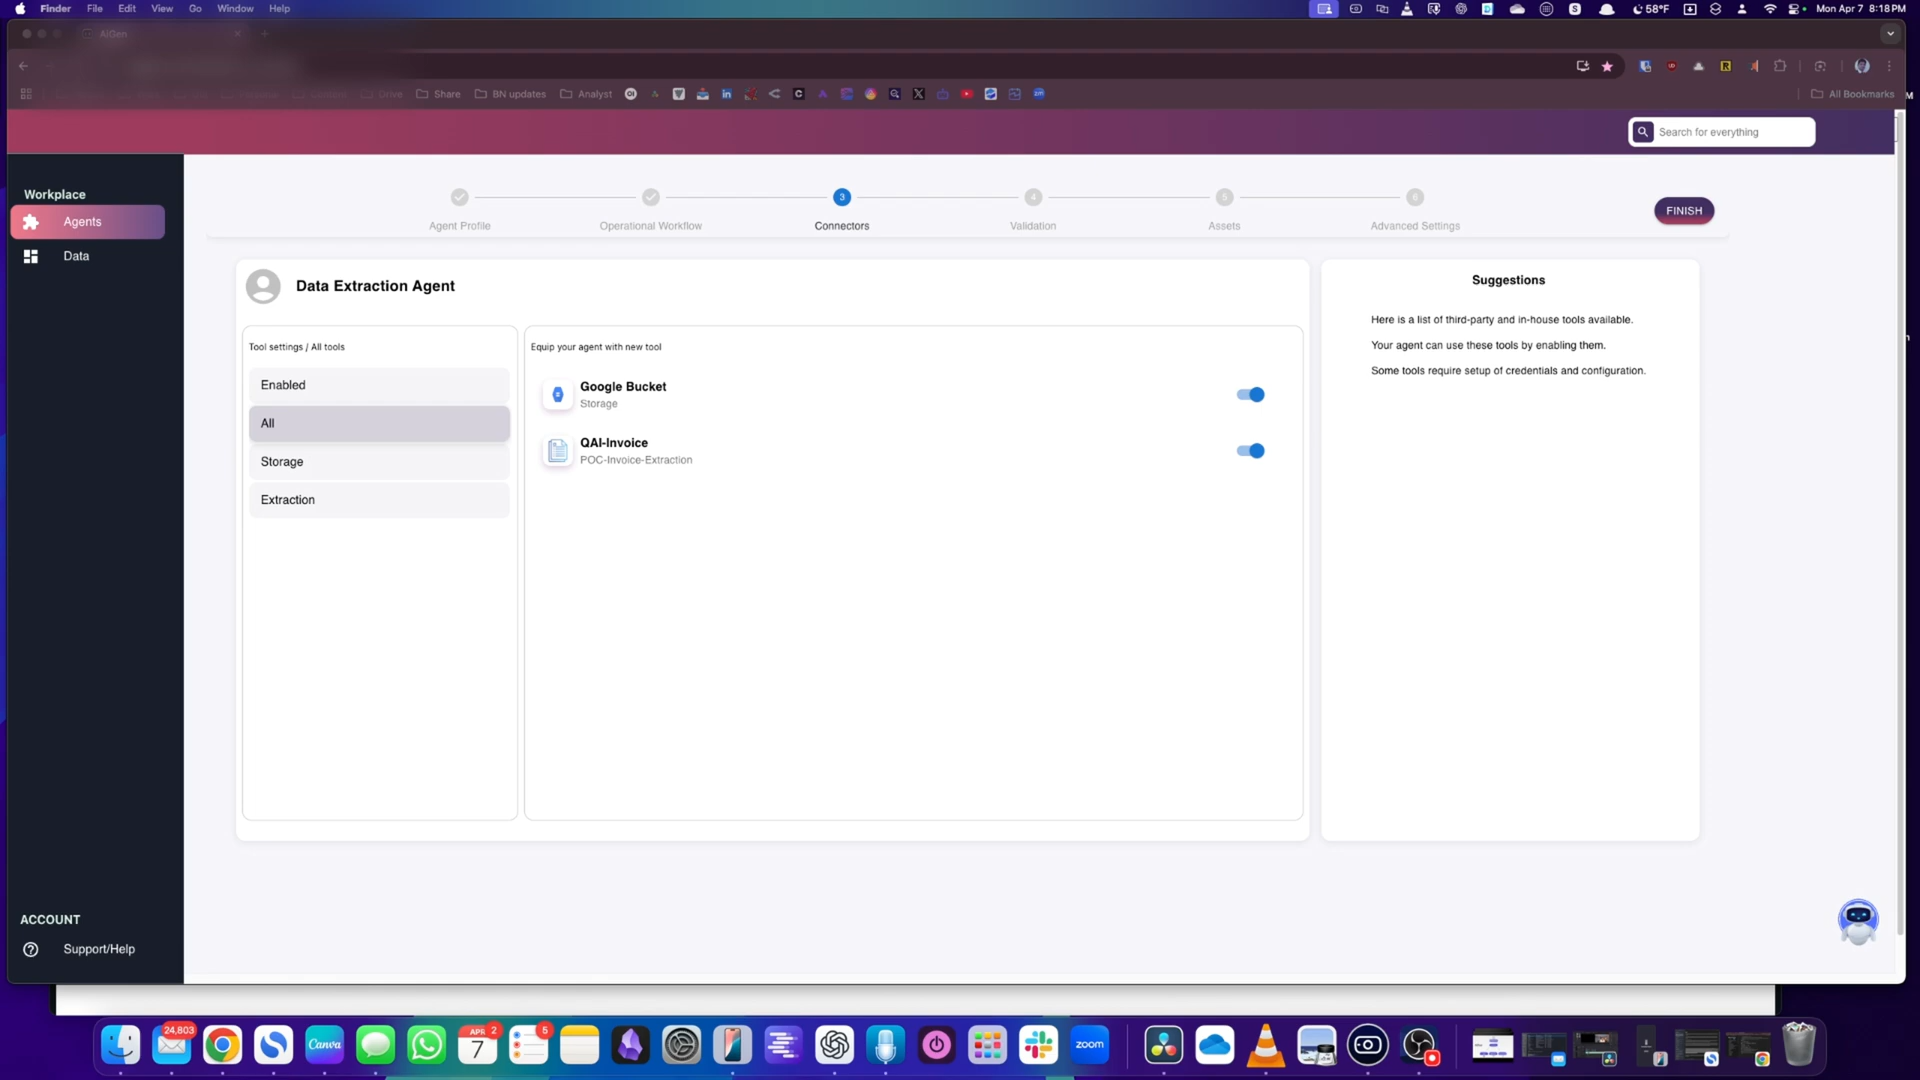 Finder File Edit View Go Window Help
58°F Mon Apr 7 8:18 PM
AIGen
Drive Share BN updates Analyst All Bookmarks
Search for everything
Workplace
Agents
Data
3 4 5 6
Agent Profile Operational Workflow Connectors Validation Assets Advanced Settings
FINISH
Data Extraction Agent
Tool settings / All tools
Enabled
All
Storage
Extraction
Equip your agent with new tool
Google Bucket
Storage
QAI-Invoice
POC-Invoice-Extraction
Suggestions
Here is a list of third-party and in-house tools available.
Your agent can use these tools by enabling them.
Some tools require setup of credentials and configuration.
ACCOUNT
Support/Help
24,803
Canva
APR 2
7
5
zoom